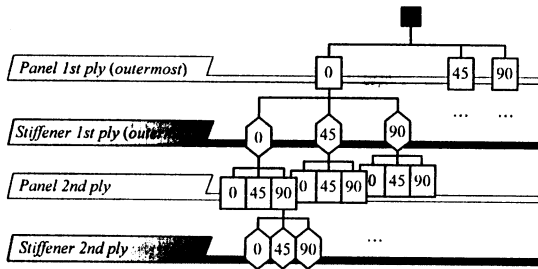 Panel 1st ply (outermost)
0 45 90
... ...
Stiffener 1st ply (outer
0 45 90
Panel 2nd ply
0 45 90 0 45 90 0 45 90
Stiffener 2nd ply
0 45 90 ...